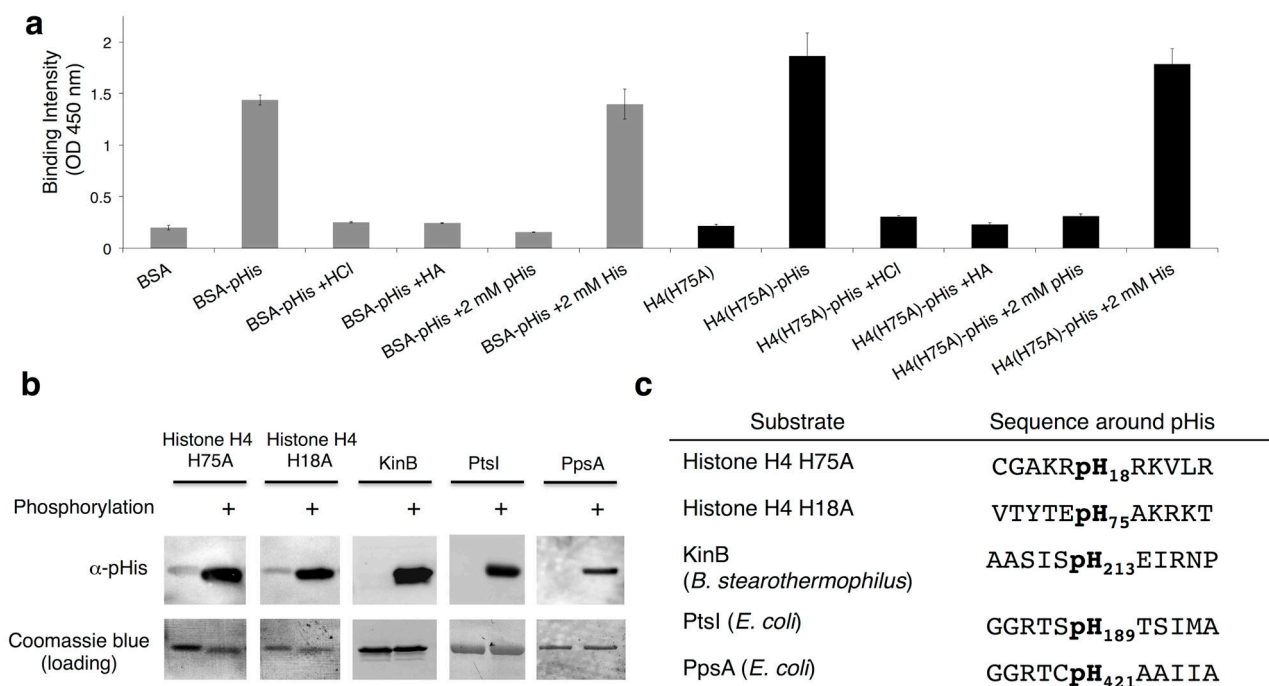 a
Binding Intensity
(OD 450 nm)
2
1.5
1
0.5
0
BSA
BSA-pHis
BSA-pHis +HCl
BSA-pHis +HA
BSA-pHis +2 mM pHis
BSA-pHis +2 mM His
H4(H75A)
H4(H75A)-pHis
H4(H75A)-pHis +HCl
H4(H75A)-pHis +HA
H4(H75A)-pHis +2 mM pHis
H4(H75A)-pHis +2 mM His
b
Histone H4
H75A
Histone H4
H18A
KinB
PtsI
PpsA
Phosphorylation + + + + +
α-pHis
Coomassie blue
(loading)
c
Substrate Sequence around pHis
Histone H4 H75A CGAKRpH18RKVLR
Histone H4 H18A VTYTEpH75AKRKT
KinB
(B. stearothermophilus) AASISpH213EIRNP
PtsI (E. coli) GGRTSpH189TSIMA
PpsA (E. coli) GGRTCpH421AAIIA